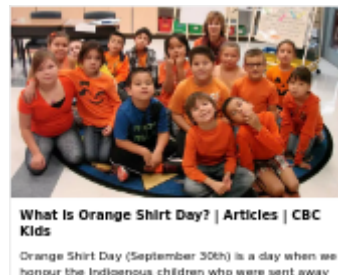 What Is Orange Shirt Day? | Articles | CBC
Kids
Orange Shirt Day (September 30th) is a day when we
honour the Indigenous children who were sent away